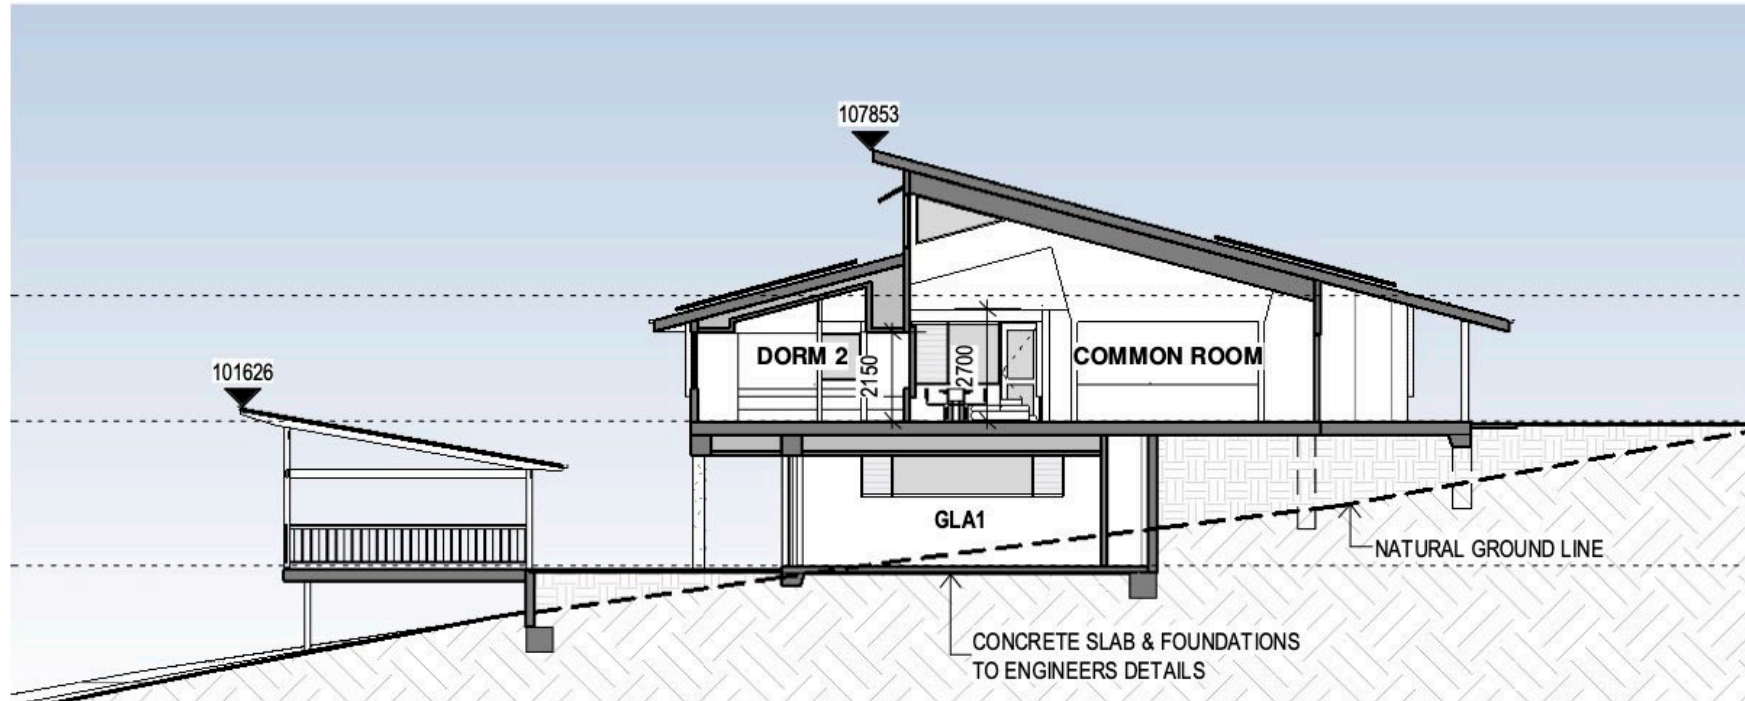 107853
101626
DORM 2
2150
2700
COMMON ROOM
GLA1
NATURAL GROUND LINE
CONCRETE SLAB & FOUNDATIONS
TO ENGINEERS DETAILS